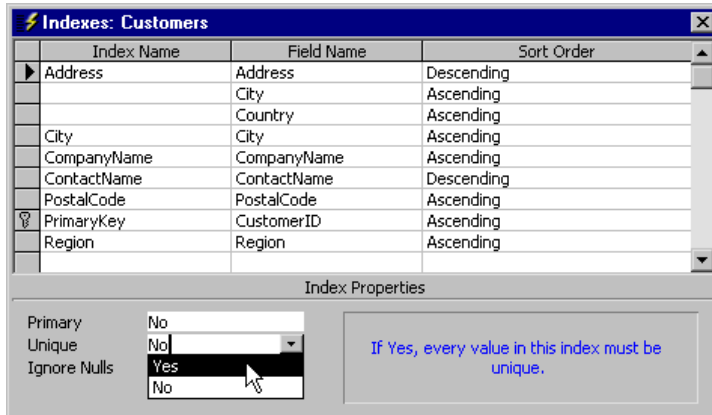 Indexes: Customers
Index Name Field Name Sort Order
Address Address Descending
City Ascending
Country Ascending
City City Ascending
CompanyName CompanyName Ascending
ContactName ContactName Descending
PostalCode PostalCode Ascending
PrimaryKey CustomerID Ascending
Region Region Ascending
Index Properties
Primary No
Unique No
Ignore Nulls Yes
No
If Yes, every value in this index must be
unique.